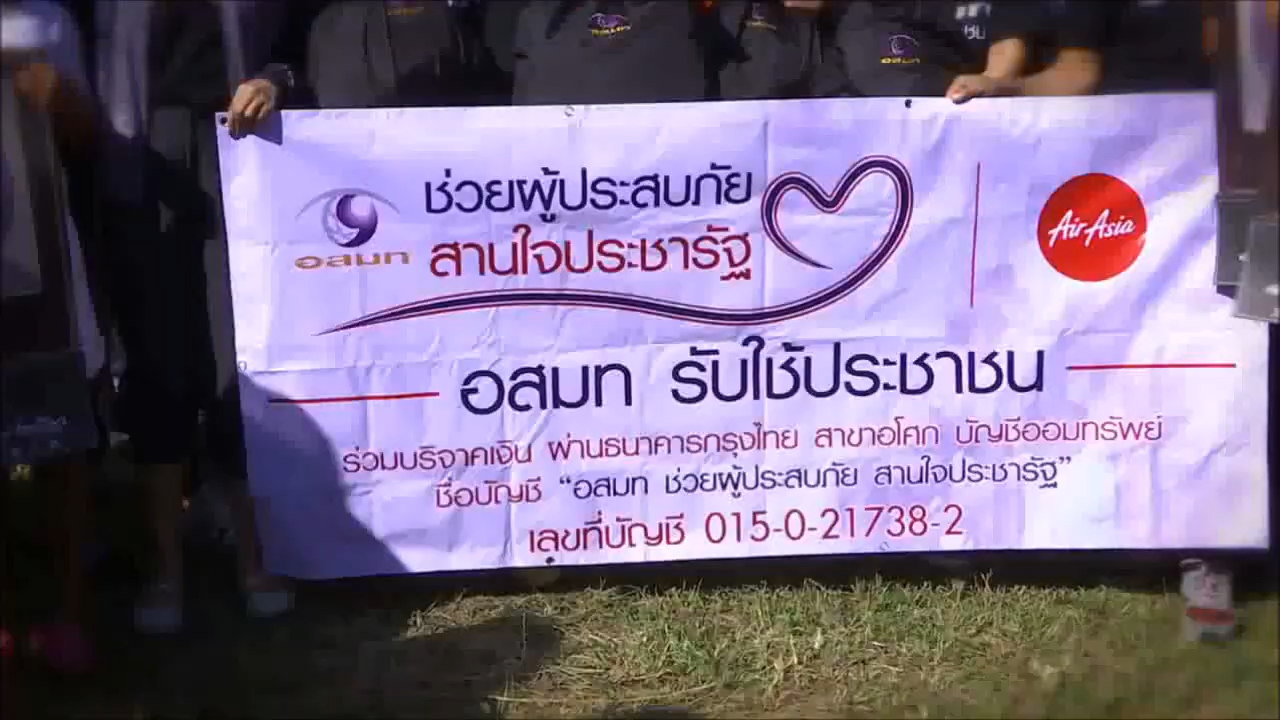 อสมท
ช่วยผู้ประสบภัย
อสมท สานใจประชารัฐ
AirAsia
อสมท รับใช้ประชาชน
ร่วมบริจาคเงิน ผ่านธนาคารกรุงไทย สาขาอโศก บัญชีออมทรัพย์
ชื่อบัญชี “อสมท ช่วยผู้ประสบภัย สานใจประชารัฐ”
เลขที่บัญชี 015-0-21738-2